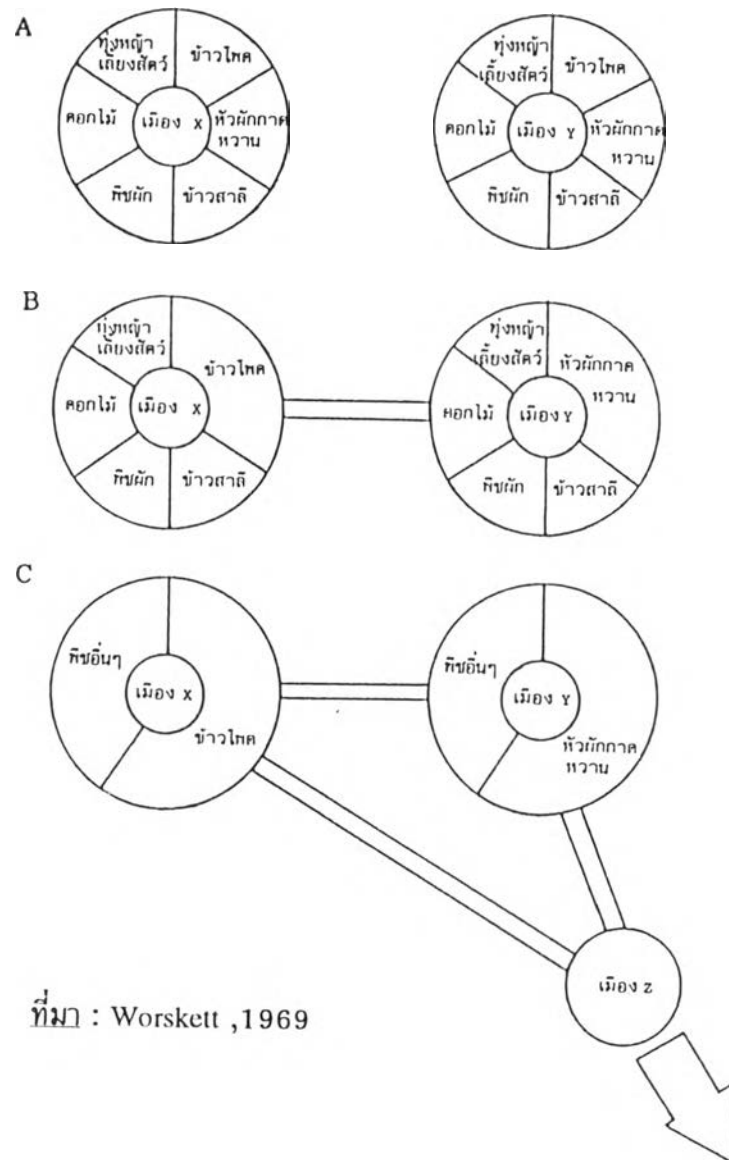 A
ทุ่งหญ้า
เลี้ยงสัตว์
ข้าวโพด
ดอกไม้
เมือง X
หัวผักกาด
หวาน
พืชผัก
ข้าวสาลี
ทุ่งหญ้า
เลี้ยงสัตว์
ข้าวโพด
ดอกไม้
เมือง Y
หัวผักกาด
หวาน
พืชผัก
ข้าวสาลี
B
ทุ่งหญ้า
เลี้ยงสัตว์
ข้าวโพด
ดอกไม้
เมือง X
พืชผัก
ข้าวสาลี
ทุ่งหญ้า
เลี้ยงสัตว์
หัวผักกาด
หวาน
ดอกไม้
เมือง Y
พืชผัก
ข้าวสาลี
C
พืชอื่นๆ
เมือง X
ข้าวโพด
พืชอื่นๆ
เมือง Y
หัวผักกาด
หวาน
เมือง Z
ที่มา : Worskett ,1969